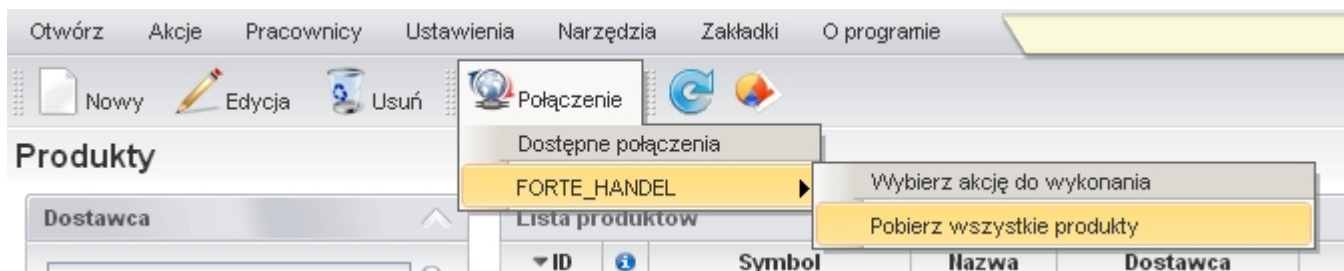 Otwórz Akcje Pracownicy Ustawienia Narzędzia Zakładki O programie
Nowy Edycja Usuń Połączenie
Dostępne połączenia
Produkty
FORTE_HANDEL Wybierz akcję do wykonania
Dostawca Lista produktów Pobierz wszystkie produkty
ID Symbol Nazwa Dostawca